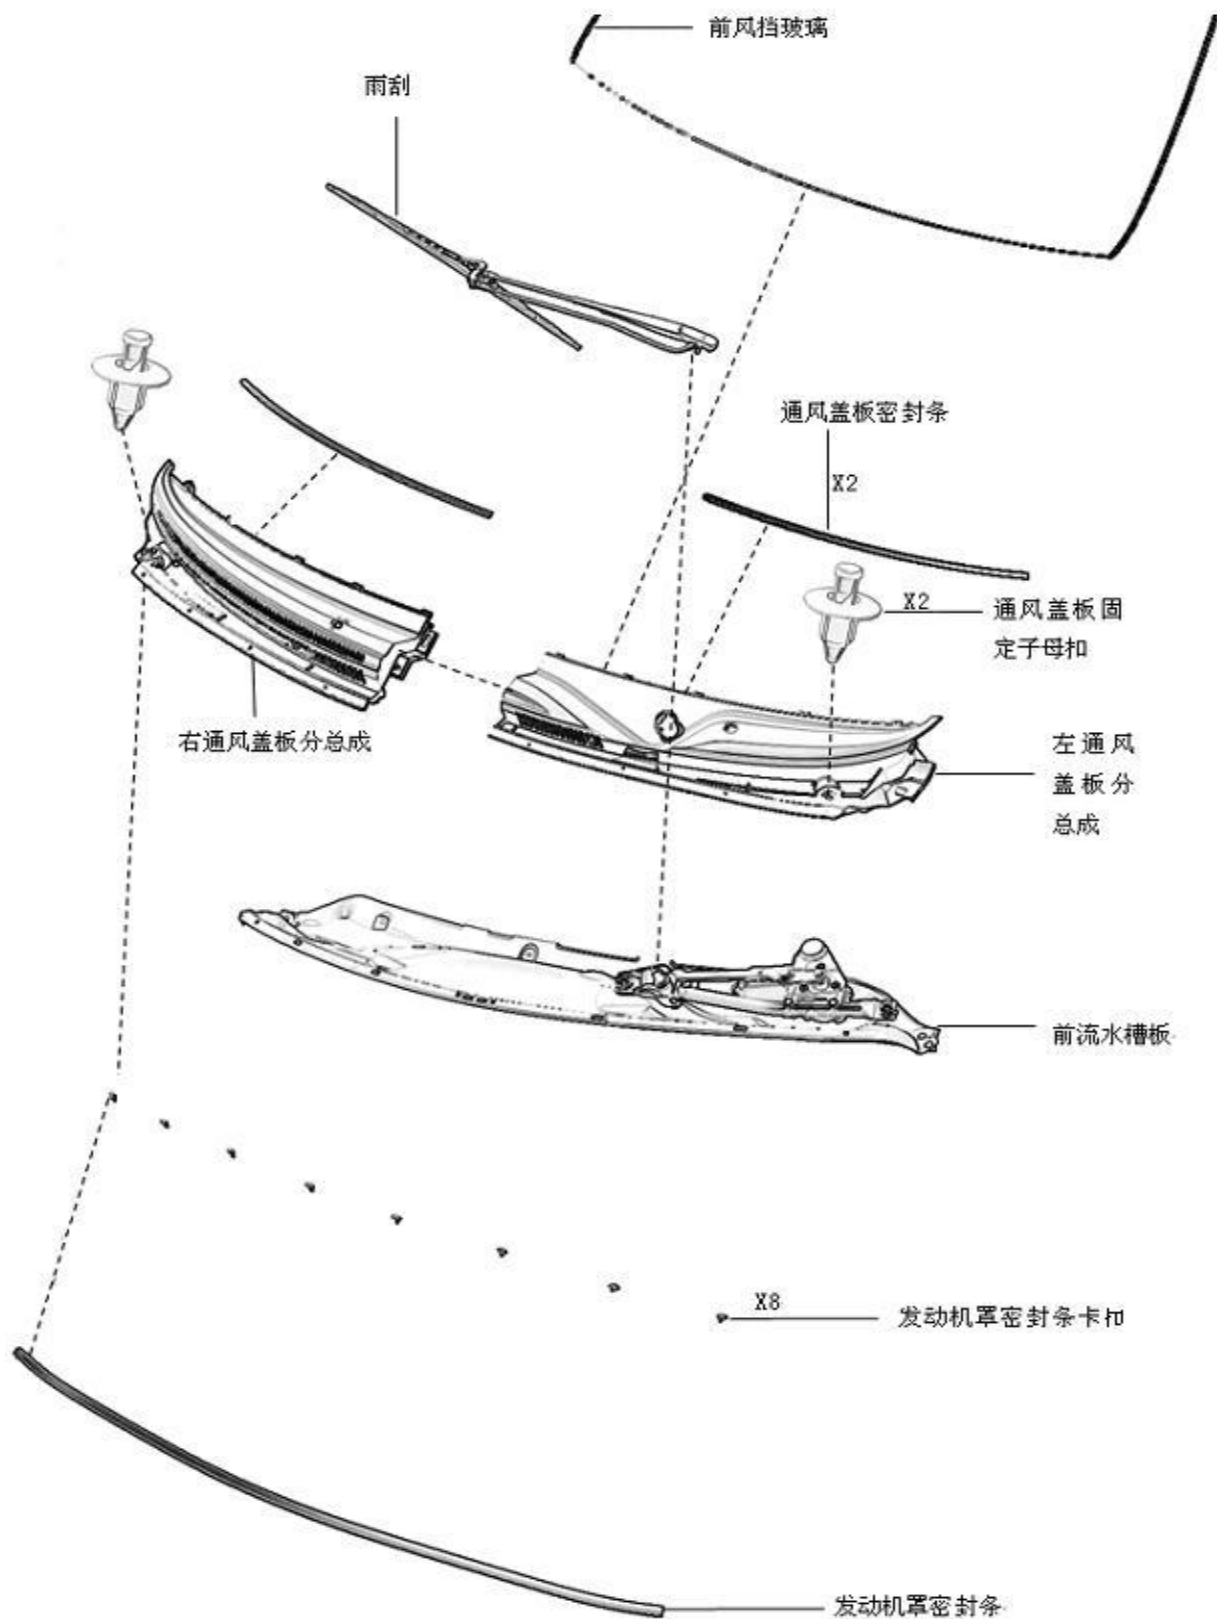 前风挡玻璃
雨刮
通风盖板密封条
X2
X2
通风盖板固
定子母扣
右通风盖板分总成
左通风
盖板分
总成
前流水槽板
X8
发动机罩密封条卡扣
发动机罩密封条